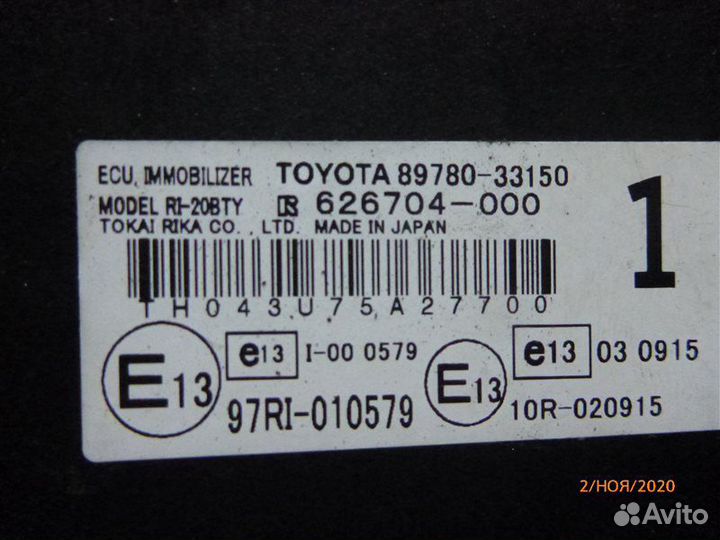 ECU, IMMOBILIZER TOYOTA 89780-33150
MODEL RI-20BTY R 626704-000
TOKAI RIKA CO., LTD. MADE IN JAPAN
1
TH043U75A27700
E13 e13 I-00 0579
97RI-010579
E13 e13 03 0915
10R-020915
2/НОЯ/2020
Avito